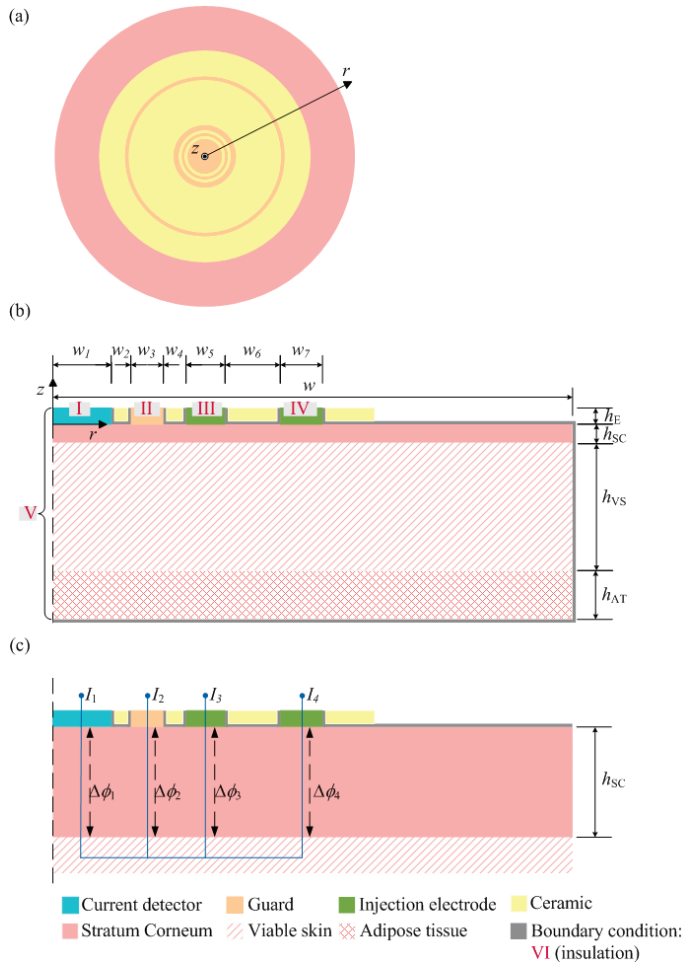 (a)
r
z
(b)
w1 w2 w3 w4 w5 w6 w7
z w
I II III IV
hE
r
hSC
hVS
V
hAT
(c)
I1 I2 I3 I4
Δϕ1 Δϕ2 Δϕ3 Δϕ4
hSC
Current detector Guard Injection electrode Ceramic
Stratum Corneum Viable skin Adipose tissue Boundary condition:
VI (insulation)